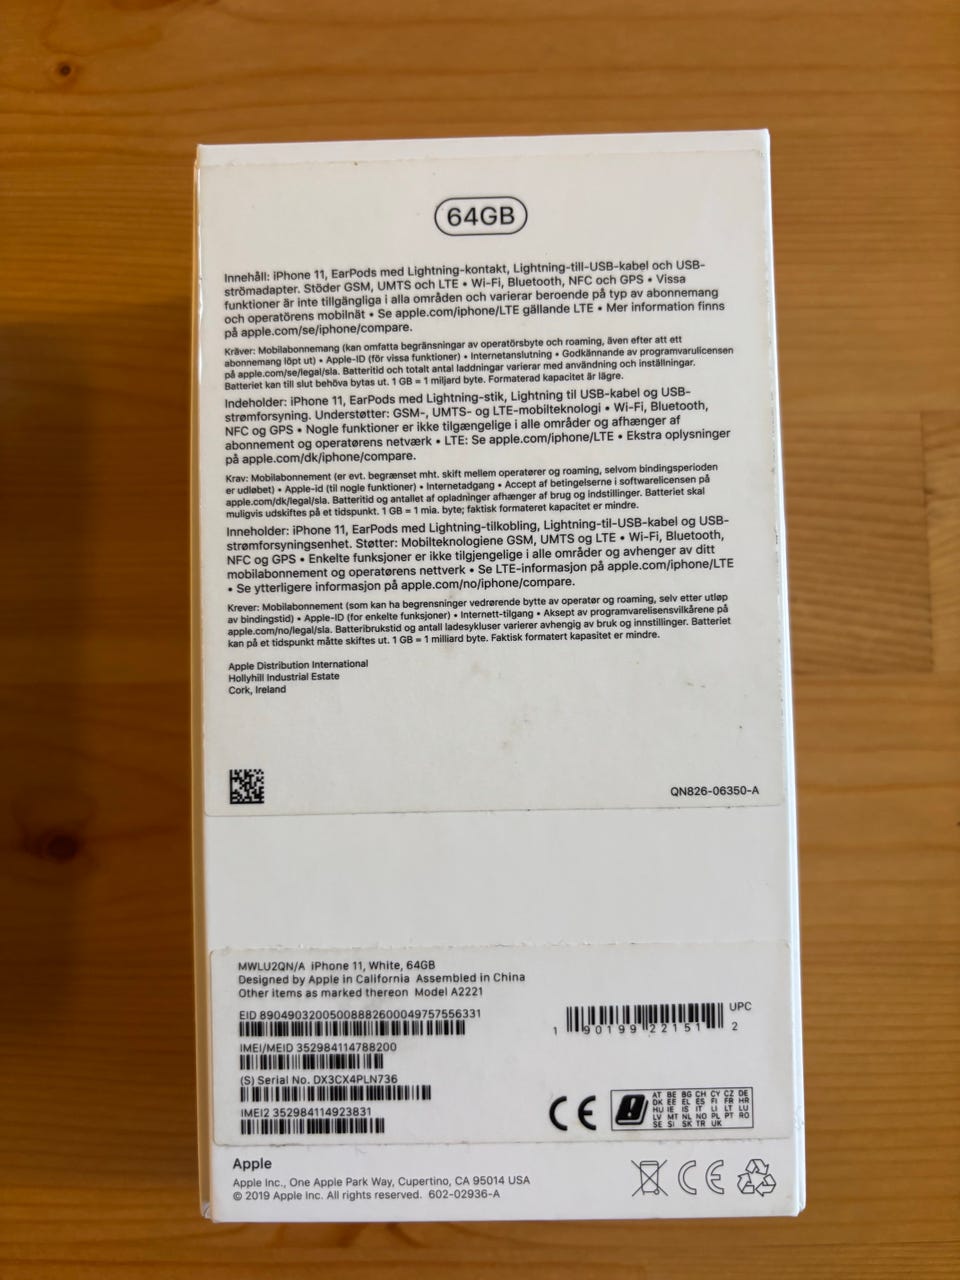 64GB
Innehåll: iPhone 11, EarPods med Lightning-kontakt, Lightning-till-USB-kabel och USB-
strömadapter. Stöder GSM, UMTS och LTE • Wi-Fi, Bluetooth, NFC och GPS • Vissa
funktioner är inte tillgängliga i alla områden och varierar beroende på typ av abonnemang
och operatörens mobilnät • Se apple.com/iphone/LTE gällande LTE • Mer information finns
på apple.com/se/iphone/compare.
Kräver: Mobilabonnemang (kan omfatta begränsningar av operatörsbyte och roaming, även efter att ett
abonnemang löpt ut) • Apple-ID (för vissa funktioner) • Internetanslutning • Godkännande av programvarulicensen
på apple.com/se/legal/sla. Batteritid och totalt antal laddningar varierar med användning och inställningar.
Batteriet kan till slut behöva bytas ut. 1 GB = 1 miljard byte. Formaterad kapacitet är lägre.
Indeholder: iPhone 11, EarPods med Lightning-stik, Lightning til USB-kabel og USB-
strømforsyning. Understøtter: GSM-, UMTS- og LTE-mobilteknologi • Wi-Fi, Bluetooth,
NFC og GPS • Nogle funktioner er ikke tilgængelige i alle områder og afhænger af
abonnement og operatørens netværk • LTE: Se apple.com/iphone/LTE • Ekstra oplysninger
på apple.com/dk/iphone/compare.
Krav: Mobilabonnement (er evt. begrænset mht. skift mellem operatører og roaming, selvom bindingsperioden
er udløbet) • Apple-id (til nogle funktioner) • Internetadgang • Accept af betingelserne i softwarelicensen på
apple.com/dk/legal/sla. Batteritid og antallet af opladninger afhænger af brug og indstillinger. Batteriet skal
muligvis udskiftes på et tidspunkt. 1 GB = 1 mia. byte; faktisk formateret kapacitet er mindre.
Inneholder: iPhone 11, EarPods med Lightning-tilkobling, Lightning-til-USB-kabel og USB-
strømforsyningsenhet. Støtter: Mobilteknologiene GSM, UMTS og LTE • Wi-Fi, Bluetooth,
NFC og GPS • Enkelte funksjoner er ikke tilgjengelige i alle områder og avhenger av ditt
mobilabonnement og operatørens nettverk • Se LTE-informasjon på apple.com/iphone/LTE
• Se ytterligere informasjon på apple.com/no/iphone/compare.
Krever: Mobilabonnement (som kan ha begrensninger vedrørende bytte av operatør og roaming, selv etter utløp
av bindingstid) • Apple-ID (for enkelte funksjoner) • Internett-tilgang • Aksept av programvarelisensvilkårene på
apple.com/no/legal/sla. Batteribrukstid og antall ladesykluser varierer avhengig av bruk og innstillinger. Batteriet
kan på et tidspunkt måtte skiftes ut. 1 GB = 1 milliard byte. Faktisk formatert kapasitet er mindre.
Apple Distribution International
Hollyhill Industrial Estate
Cork, Ireland
QN826-06350-A
MWLU2QN/A iPhone 11, White, 64GB
Designed by Apple in California Assembled in China
Other items as marked thereon Model A2221
EID 89049032005008882600049757556331
UPC
1 90199 22151 2
IMEI/MEID 352984114788200
(S) Serial No. DX3CX4PLN736
IMEI2 352984114923831
CE
AT BE BG CH CY CZ DE
DK EE EL ES FI FR HR
HU IE IS IT LI LT LU
LV MT NL NO PL PT RO
SE SI SK TR UK
Apple
Apple Inc., One Apple Park Way, Cupertino, CA 95014 USA
© 2019 Apple Inc. All rights reserved. 602-02936-A
CE